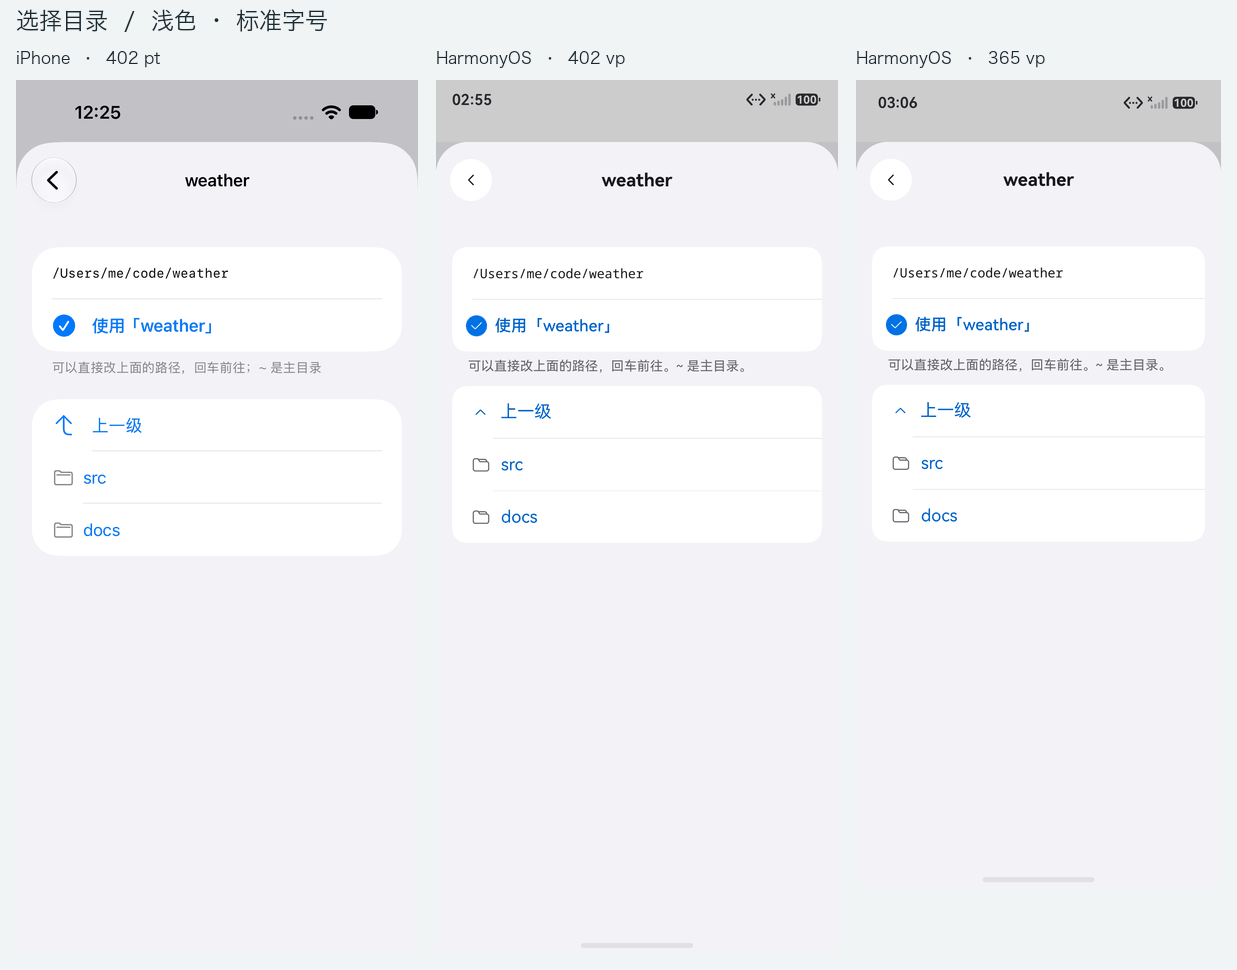 选择目录 / 浅色 · 标准字号
iPhone · 402 pt
12:25
weather
/Users/me/code/weather
使用「weather」
可以直接改上面的路径，回车前往；~ 是主目录
上一级
src
docs
HarmonyOS · 402 vp
02:55
100
weather
/Users/me/code/weather
使用「weather」
可以直接改上面的路径，回车前往。~ 是主目录。
上一级
src
docs
HarmonyOS · 365 vp
03:06
100
weather
/Users/me/code/weather
使用「weather」
可以直接改上面的路径，回车前往。~ 是主目录。
上一级
src
docs